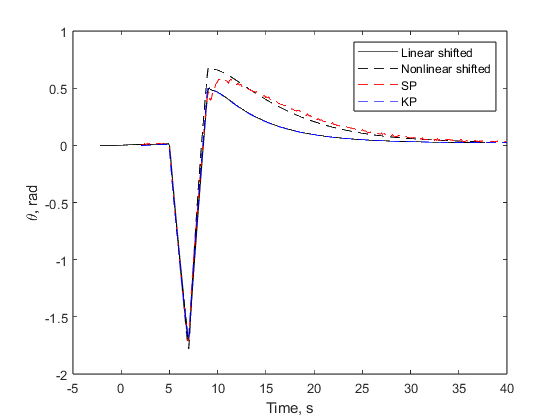 1
0.5
0
-0.5
-1
-1.5
-2
θ, rad
Linear shifted
Nonlinear shifted
SP
KP
-5 0 5 10 15 20 25 30 35 40
Time, s